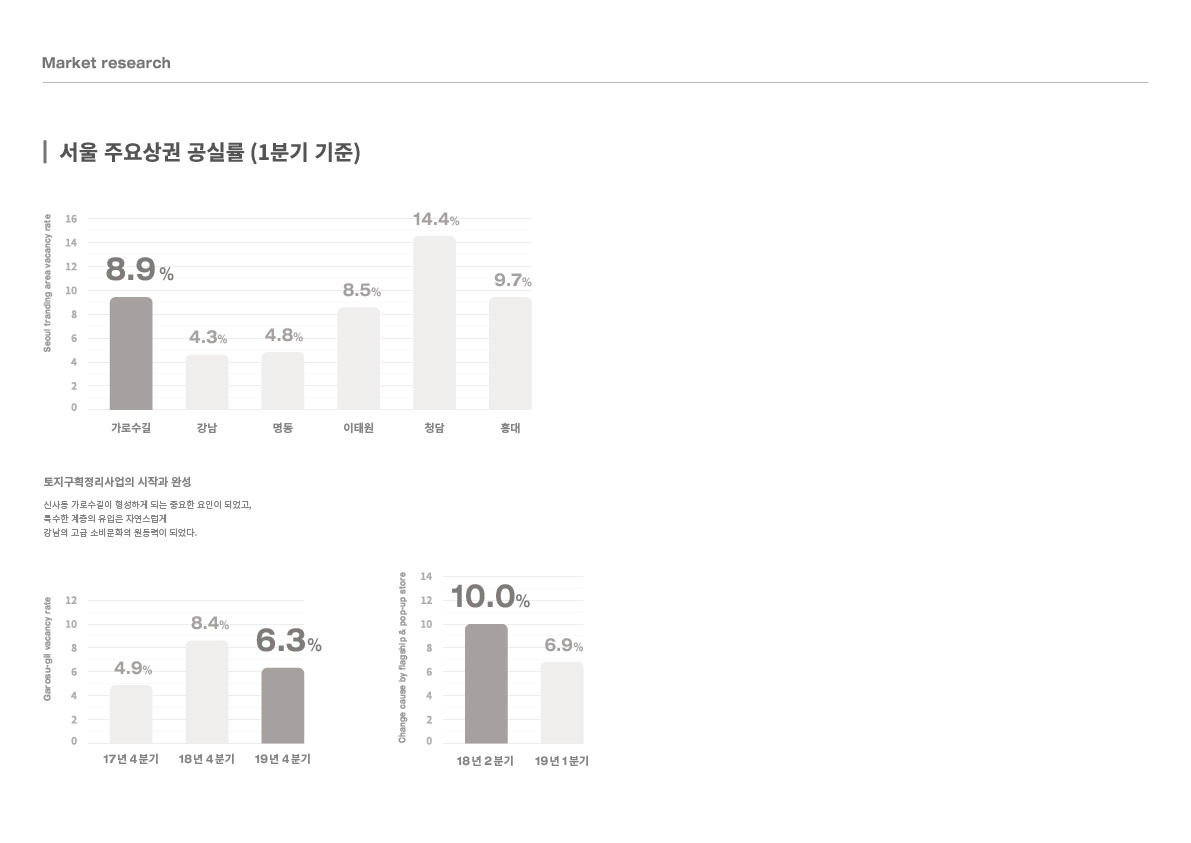 Market research
서울 주요상권 공실률 (1분기 기준)
Seoul tranding area vacancy rate
16
14
12
10
8
6
4
2
0
8.9%
4.3%
4.8%
8.5%
14.4%
9.7%
가로수길
강남
명동
이태원
청담
홍대
토지구획정리사업의 시작과 완성
신사동 가로수길이 형성하게 되는 중요한 요인이 되었고,
특수한 계층의 유입은 자연스럽게
강남의 고급 소비문화의 원동력이 되었다.
Garosu-gil vacancy rate
12
10
8
6
4
2
0
4.9%
8.4%
6.3%
17년 4분기
18년 4분기
19년 4분기
Change cause by flagship & pop-up store
14
12
10
8
6
4
2
0
10.0%
6.9%
18년 2분기
19년 1분기